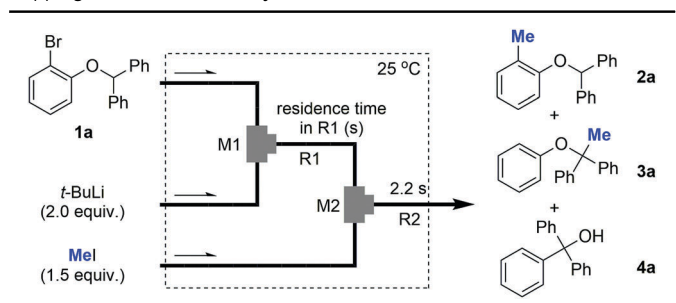 Br
O
Ph
Ph
1a
t-BuLi
(2.0 equiv.)
MeI
(1.5 equiv.)
25 °C
residence time
in R1 (s)
M1
R1
2.2 s
M2
R2
Me
O
Ph
Ph
2a
+
Me
O
Ph
Ph
3a
+
Ph
OH
Ph
4a